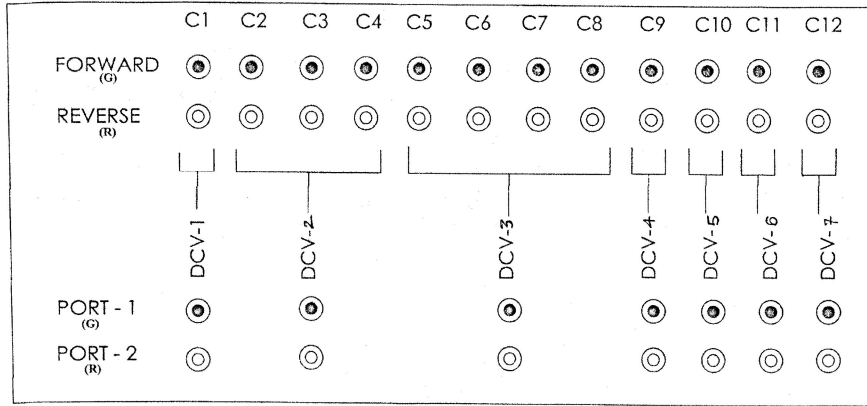 C1 C2 C3 C4 C5 C6 C7 C8 C9 C10 C11 C12
FORWARD
(G)
REVERSE
(R)
DCV-1 DCV-2 DCV-3 DCV-4 DCV-5 DCV-6 DCV-7
PORT - 1
(G)
PORT - 2
(R)